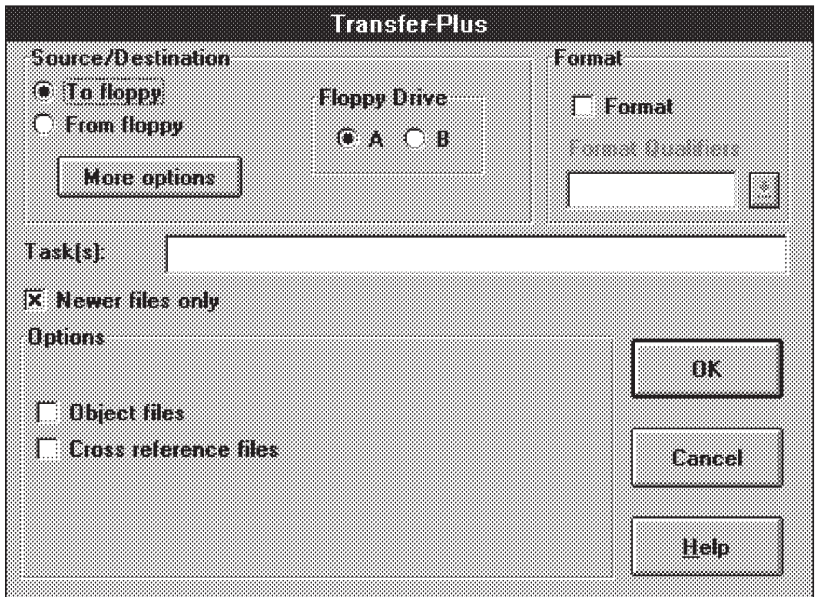 Transfer-Plus
Source/Destination
To floppy
From floppy
More options
Floppy Drive
A B
Format
Format
Format Qualifiers
Task(s):
Newer files only
Options
Object files
Cross reference files
OK
Cancel
Help